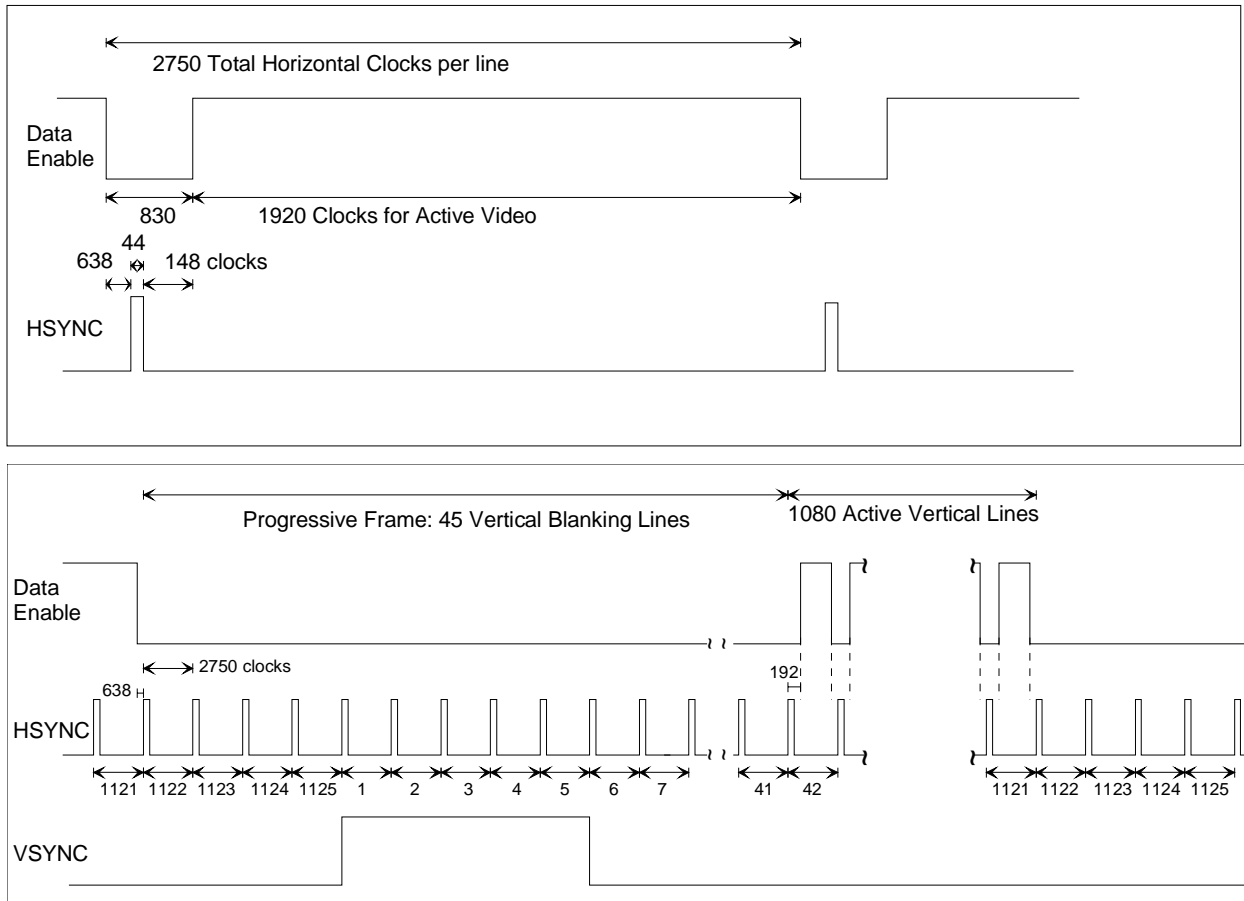 2750 Total Horizontal Clocks per line
Data
Enable
830
1920 Clocks for Active Video
44
638
148 clocks
HSYNC
Progressive Frame: 45 Vertical Blanking Lines
1080 Active Vertical Lines
Data
Enable
2750 clocks
638
192
HSYNC
1121 1122 1123 1124 1125 1 2 3 4 5 6 7 41 42 1121 1122 1123 1124 1125
VSYNC